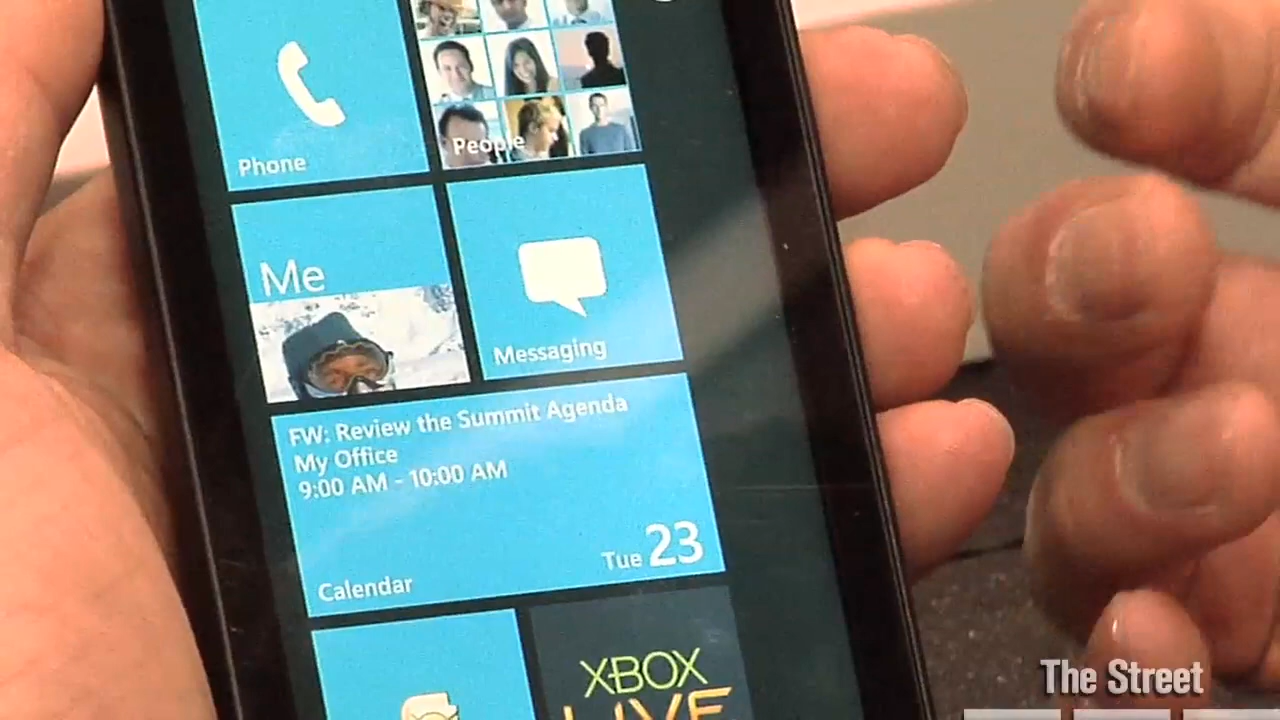 Phone
People
Me
Messaging
FW: Review the Summit Agenda
My Office
9:00 AM - 10:00 AM
Tue 23
Calendar
XBOX
LIVE
The Street